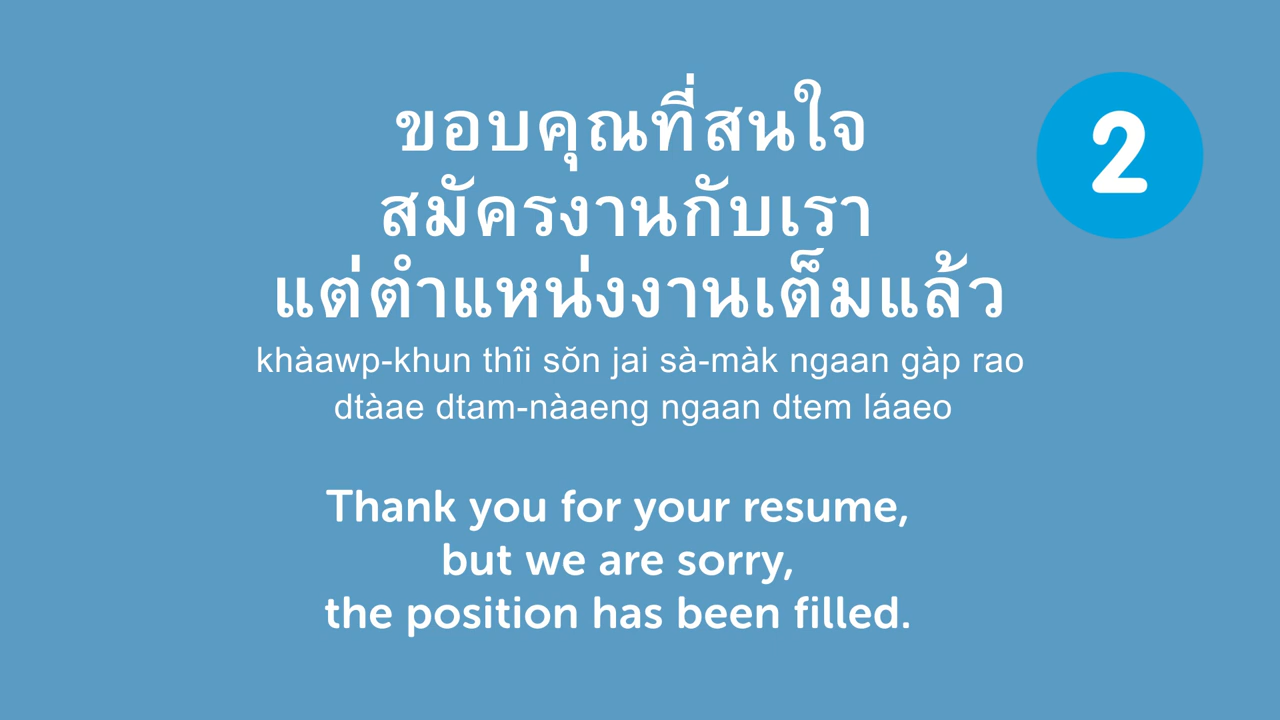 ขอบคุณที่สนใจ
สมัครงานกับเรา
แต่ตำแหน่งงานเต็มแล้ว
khàawp-khun thîi sŏn jai sà-màk ngaan gàp rao
dtàae dtam-nàaeng ngaan dtem láaeo
Thank you for your resume,
but we are sorry,
the position has been filled.
2